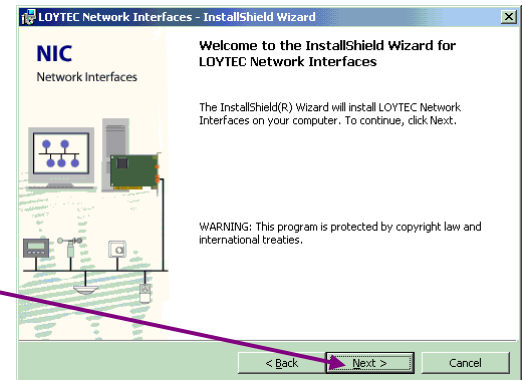 LOYTEC Network Interfaces - InstallShield Wizard
NIC
Network Interfaces
Welcome to the InstallShield Wizard for
LOYTEC Network Interfaces
The InstallShield(R) Wizard will install LOYTEC Network
Interfaces on your computer. To continue, click Next.
WARNING: This program is protected by copyright law and
international treaties.
< Back
Next >
Cancel